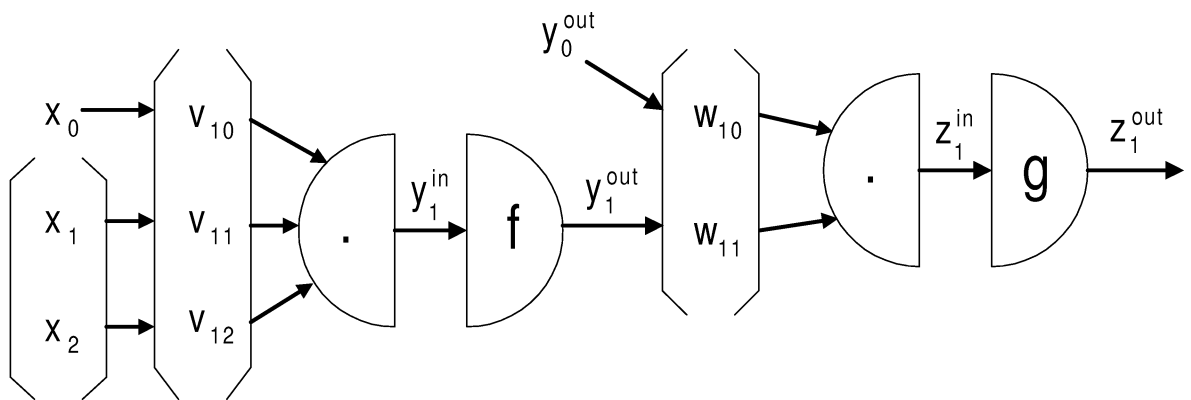 x₀
x₁
x₂
v₁₀
v₁₁
v₁₂
.
y₁ⁱⁿ
f
y₁ᵒᵘᵗ
y₀ᵒᵘᵗ
w₁₀
w₁₁
.
z₁ⁱⁿ
g
z₁ᵒᵘᵗ